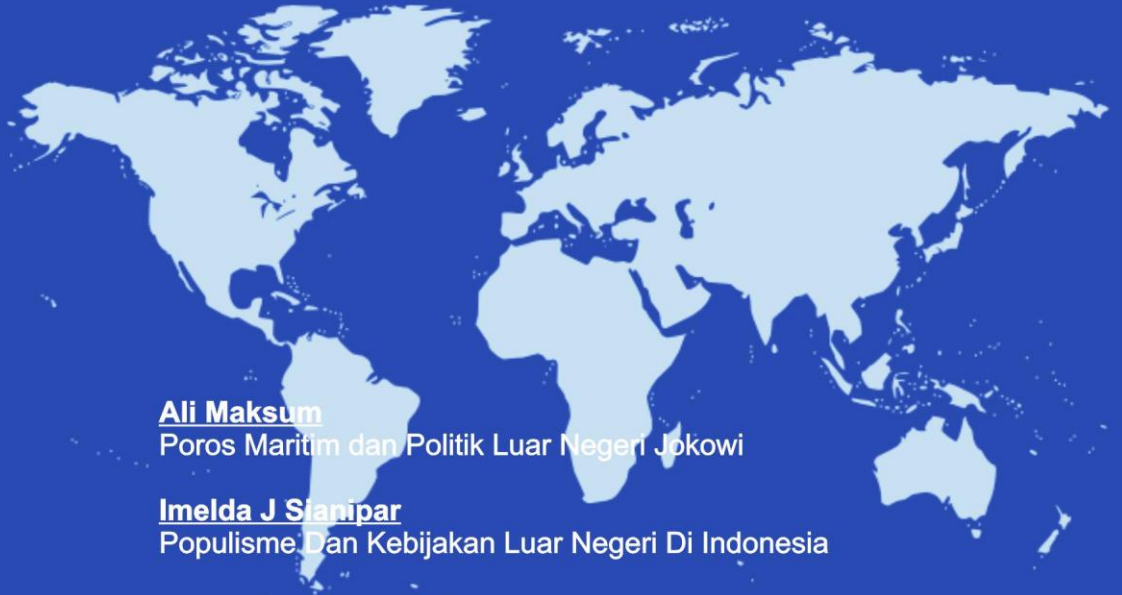 Ali Maksum
Poros Maritim dan Politik Luar Negeri Jokowi
Imelda J Sianipar
Populisme Dan Kebijakan Luar Negeri Di Indonesia